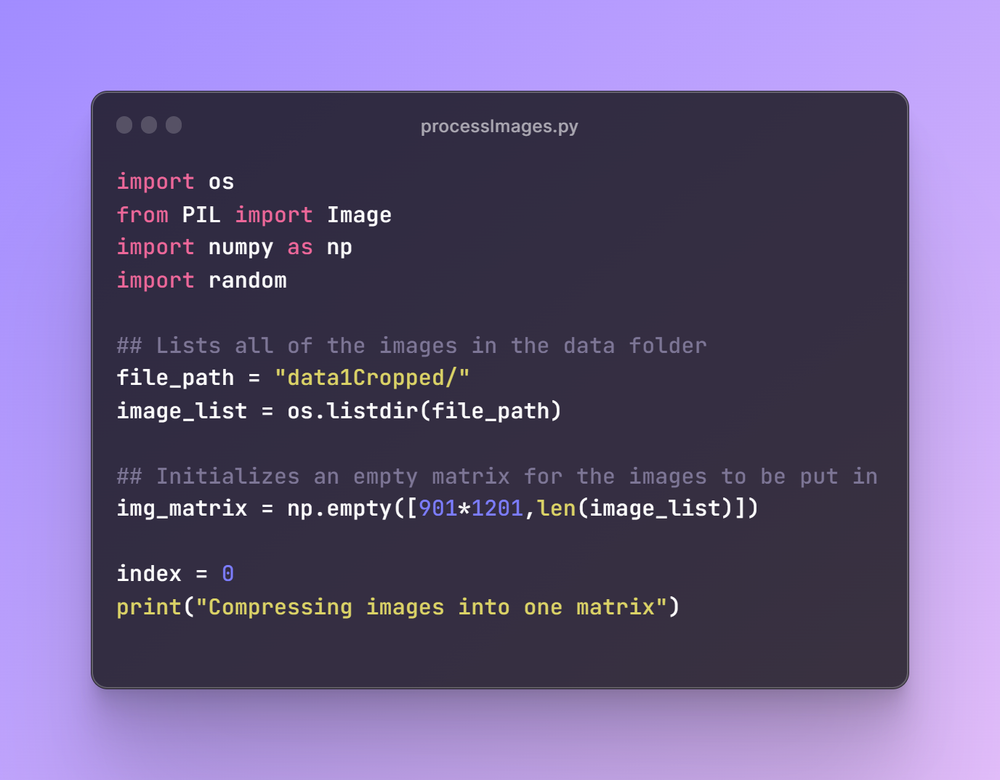 processImages.py
import os
from PIL import Image
import numpy as np
import random
## Lists all of the images in the data folder
file_path = "data1Cropped/"
image_list = os.listdir(file_path)
## Initializes an empty matrix for the images to be put in
img_matrix = np.empty([901*1201,len(image_list)])
index = 0
print("Compressing images into one matrix")